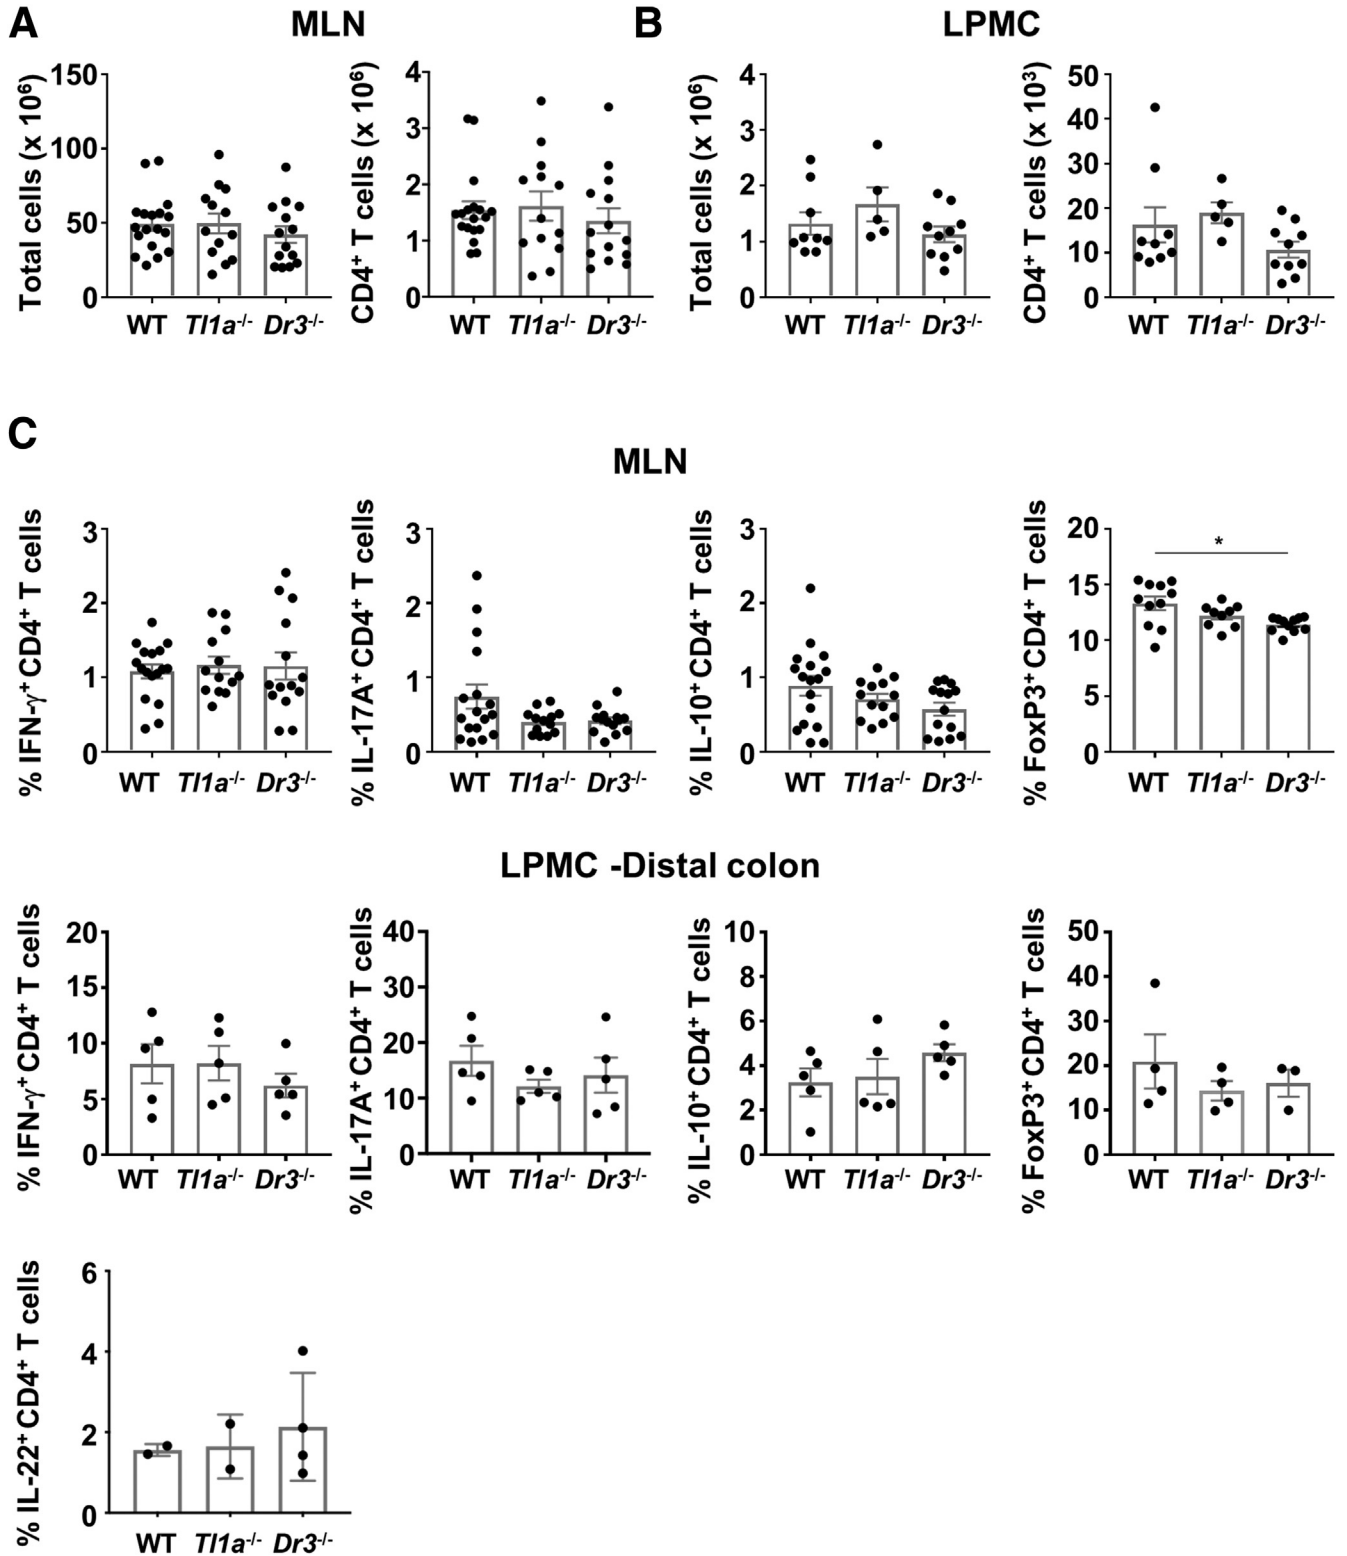 A
MLN
B
LPMC
Total cells (x 10⁶)
150
100
50
0
WT Tl1a-/- Dr3-/-
CD4⁺ T cells (x 10⁶)
4
3
2
1
0
WT Tl1a-/- Dr3-/-
Total cells (x 10⁶)
4
3
2
1
0
WT Tl1a-/- Dr3-/-
CD4⁺ T cells (x 10³)
50
40
30
20
10
0
WT Tl1a-/- Dr3-/-
C
MLN
% IFN-γ⁺ CD4⁺ T cells
3
2
1
0
WT Tl1a-/- Dr3-/-
% IL-17A⁺ CD4⁺ T cells
3
2
1
0
WT Tl1a-/- Dr3-/-
% IL-10⁺ CD4⁺ T cells
3
2
1
0
WT Tl1a-/- Dr3-/-
% FoxP3⁺ CD4⁺ T cells
20
15
10
5
0
*
WT Tl1a-/- Dr3-/-
LPMC -Distal colon
% IFN-γ⁺ CD4⁺ T cells
20
15
10
5
0
WT Tl1a-/- Dr3-/-
% IL-17A⁺ CD4⁺ T cells
40
30
20
10
0
WT Tl1a-/- Dr3-/-
% IL-10⁺ CD4⁺ T cells
10
8
6
4
2
0
WT Tl1a-/- Dr3-/-
% FoxP3⁺ CD4⁺ T cells
50
40
30
20
10
0
WT Tl1a-/- Dr3-/-
% IL-22⁺ CD4⁺ T cells
6
4
2
0
WT Tl1a-/- Dr3-/-